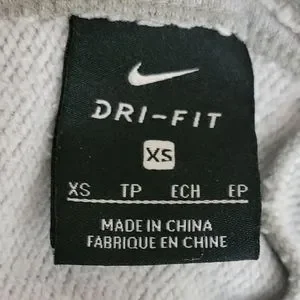 DRI-FIT
XS
XS TP ECH EP
MADE IN CHINA
FABRIQUE EN CHINE